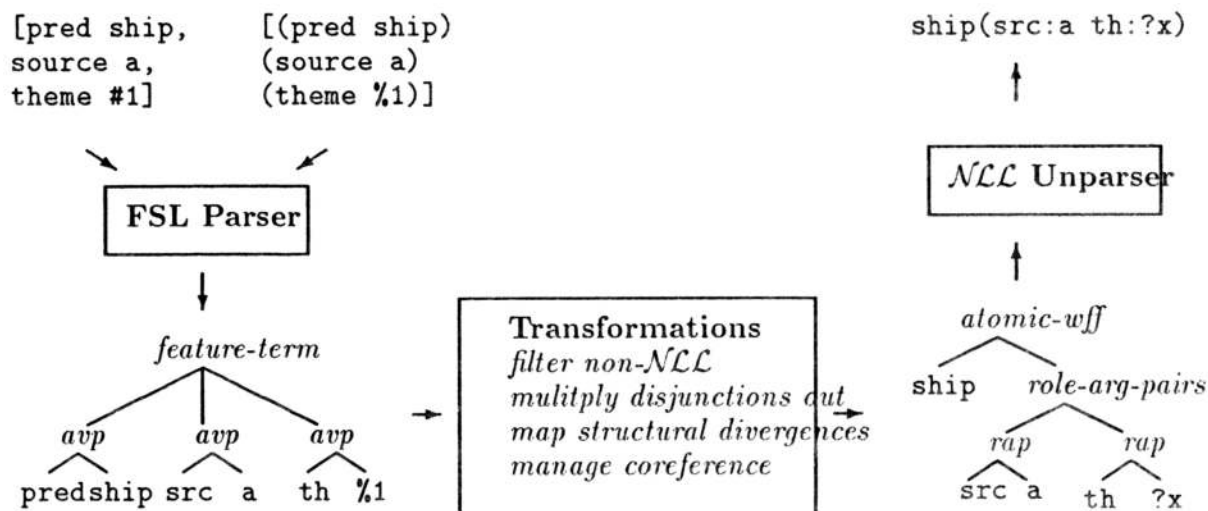 [pred ship,
source a,
theme #1]
[(pred ship)
(source a)
(theme %1)]
FSL Parser
feature-term
avp avp avp
predship src a th %1
Transformations
filter non-NLL
mulitply disjunctions out
map structural divergences
manage coreference
ship(src:a th:?x)
NLL Unparser
atomic-wff
ship role-arg-pairs
rap rap
src a th ?x